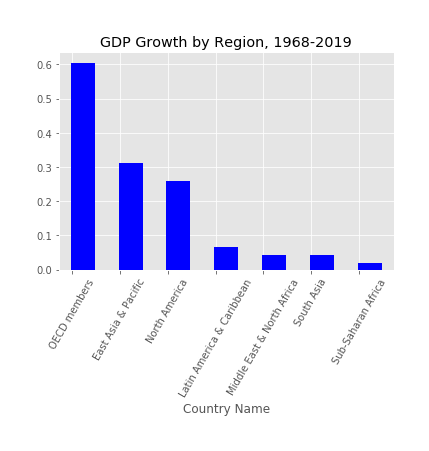 GDP Growth by Region, 1968-2019
0.6
0.5
0.4
0.3
0.2
0.1
0.0
OECD members
East Asia & Pacific
North America
Latin America & Caribbean
Middle East & North Africa
South Asia
Sub-Saharan Africa
Country Name